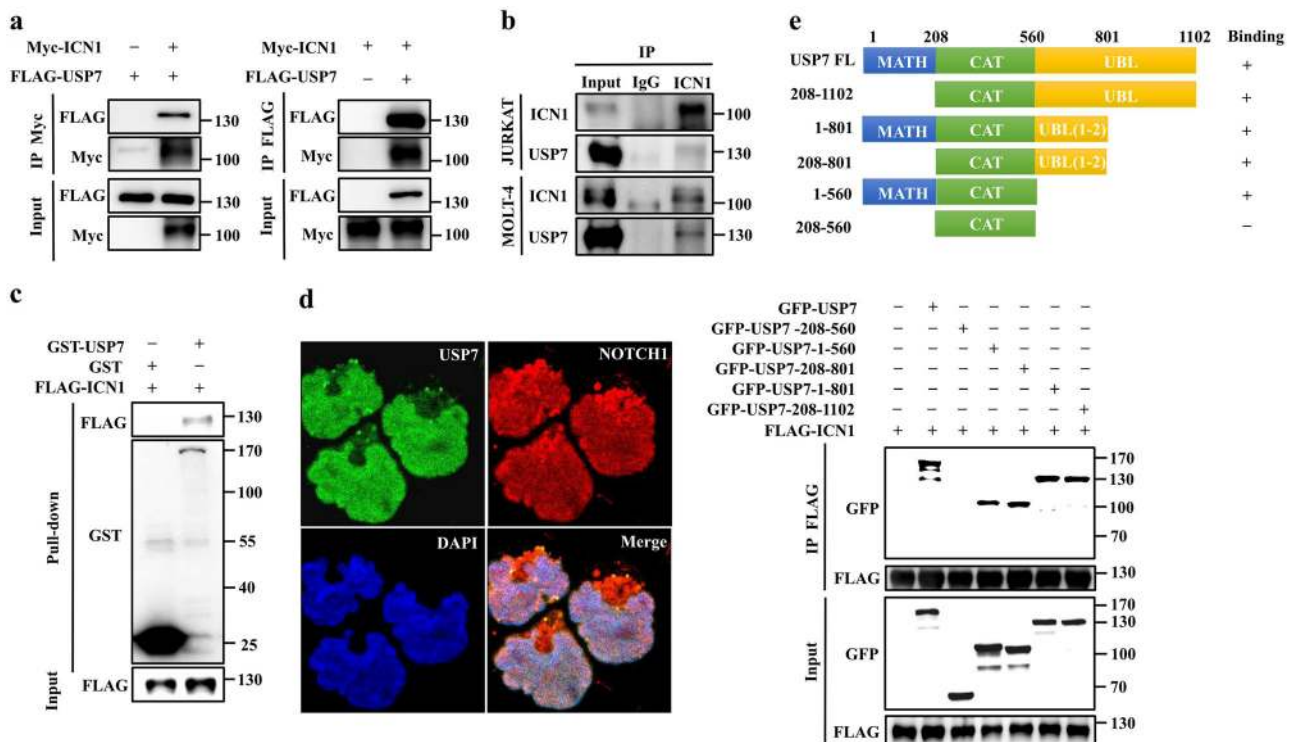 a
Myc-ICN1 − +
FLAG-USP7 + +
IP Myc
FLAG 130
Myc 100
Input
FLAG 130
Myc 100
Myc-ICN1 + +
FLAG-USP7 − +
IP FLAG
FLAG 130
Myc 100
Input
FLAG 130
Myc 100
b
IP
Input IgG ICN1
JURKAT
ICN1 100
USP7 130
MOLT-4
ICN1 100
USP7 130
c
GST-USP7 − +
GST + −
FLAG-ICN1 + +
Pull-down
FLAG 130
GST
170
100
55
40
25
Input
FLAG 130
d
USP7
NOTCH1
DAPI
Merge
e
1 208 560 801 1102 Binding
USP7 FL MATH CAT UBL +
208-1102 CAT UBL +
1-801 MATH CAT UBL(1-2) +
208-801 CAT UBL(1-2) +
1-560 MATH CAT +
208-560 CAT −
GFP-USP7 − + − − − − −
GFP-USP7 -208-560 − − + − − − −
GFP-USP7-1-560 − − − + − − −
GFP-USP7-208-801 − − − − + − −
GFP-USP7-1-801 − − − − − + −
GFP-USP7-208-1102 − − − − − − +
FLAG-ICN1 + + + + + + +
IP FLAG
GFP
170
130
100
70
FLAG 130
Input
GFP
170
130
100
70
FLAG 130